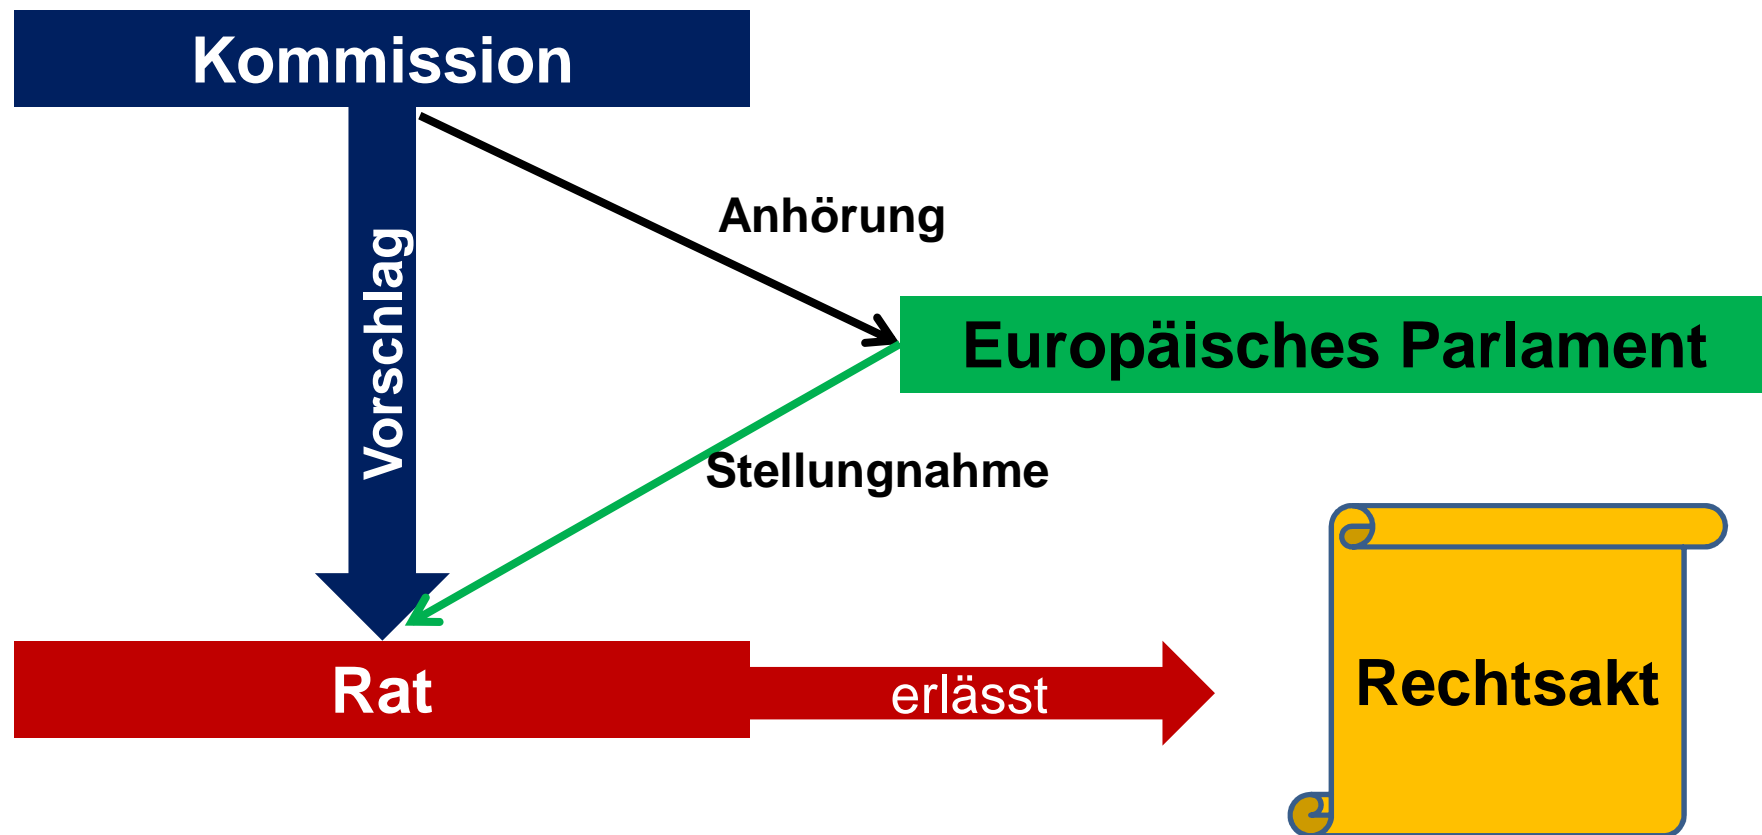 Kommission
Anhörung
Vorschlag
Europäisches Parlament
Stellungnahme
Rat
erlässt
Rechtsakt